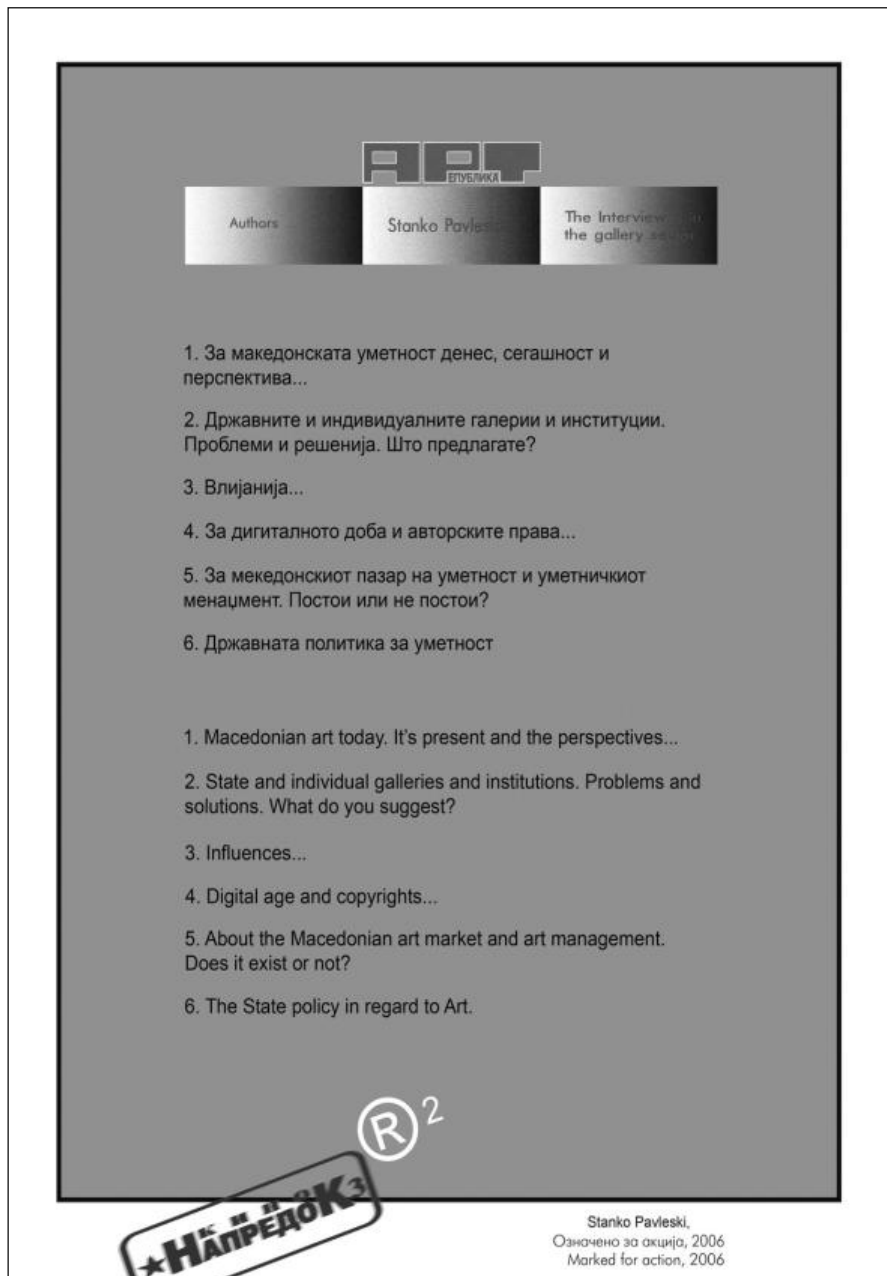 АРТ
ЕПУБЛИКА
Authors
Stanko Pavleski
The Interview
the gallery
1. За македонската уметност денес, сегашност и
перспектива...
2. Државните и индивидуалните галерии и институции.
Проблеми и решенија. Што предлагате?
3. Влијанија...
4. За дигиталното доба и авторските права...
5. За мекедонскиот пазар на уметност и уметничкиот
менаџмент. Постои или не постои?
6. Државната политика за уметност
1. Macedonian art today. It's present and the perspectives...
2. State and individual galleries and institutions. Problems and
solutions. What do you suggest?
3. Influences...
4. Digital age and copyrights...
5. About the Macedonian art market and art management.
Does it exist or not?
6. The State policy in regard to Art.
®2
НАПРЕДОК3
Stanko Pavleski,
Означено за акција, 2006
Marked for action, 2006